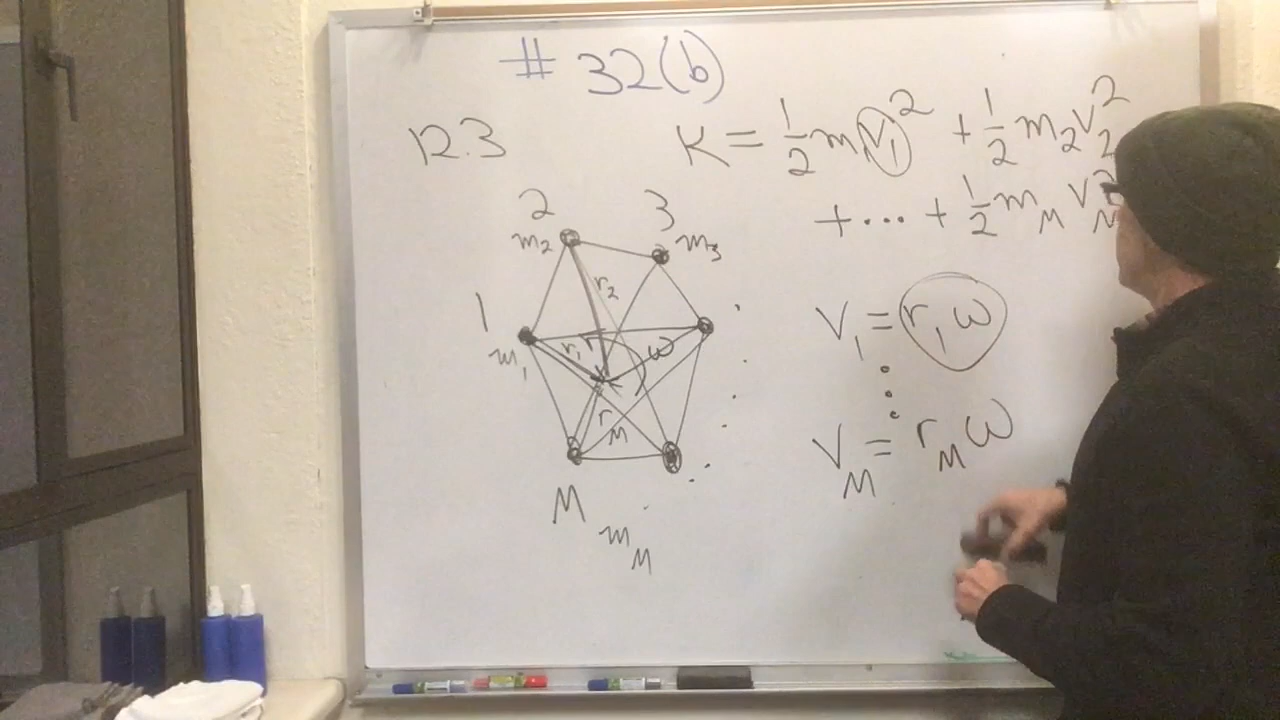 # 32(b)
12.3
K = 1/2 m₁v₁² + 1/2 m₂v₂²
+ ... + 1/2 m_M v_M²
2
m₂
3
m₃
r₂
1
m₁
r₁
ω
r_M
M
m_M
v₁ = r₁ω
⋮
v_M = r_M ω